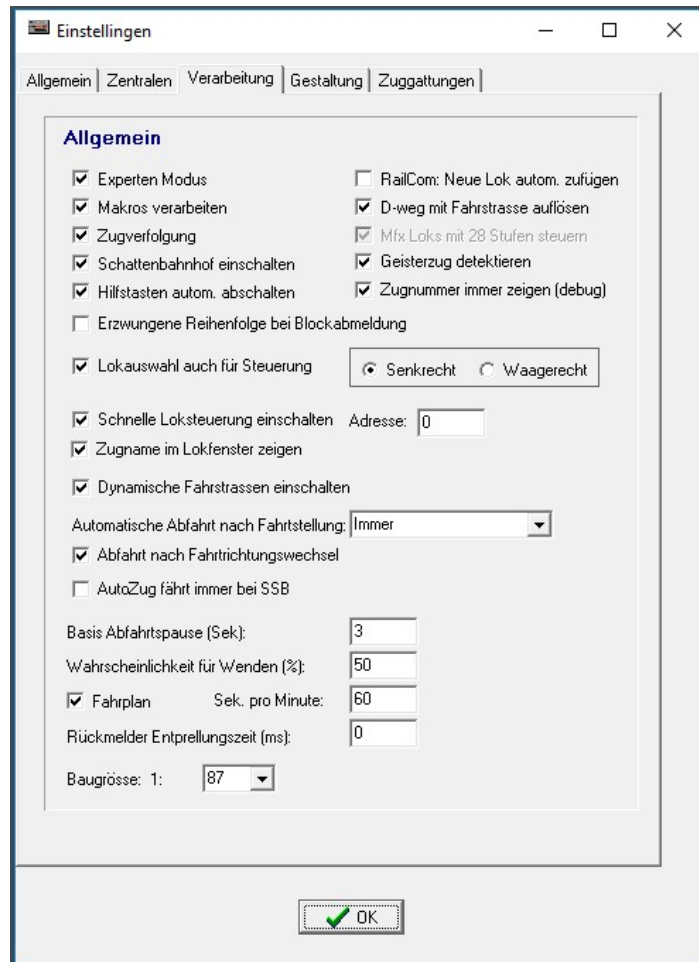 Einstellingen
Allgemein Zentralen Verarbeitung Gestaltung Zuggattungen
Allgemein
Experten Modus
RailCom: Neue Lok autom. zufügen
Makros verarbeiten
D-weg mit Fahrstrasse auflösen
Zugverfolgung
Mfx Loks mit 28 Stufen steuern
Schattenbahnhof einschalten
Geisterzug detektieren
Hilfstasten autom. abschalten
Zugnummer immer zeigen (debug)
Erzwungene Reihenfolge bei Blockabmeldung
Lokauswahl auch für Steuerung
Senkrecht Waagerecht
Schnelle Loksteuerung einschalten Adresse: 0
Zugname im Lokfenster zeigen
Dynamische Fahrstrassen einschalten
Automatische Abfahrt nach Fahrtstellung: Immer
Abfahrt nach Fahrtrichtungswechsel
AutoZug fährt immer bei SSB
Basis Abfahrtspause (Sek): 3
Wahrscheinlichkeit für Wenden (%): 50
Fahrplan Sek. pro Minute: 60
Rückmelder Entprellungszeit (ms): 0
Baugrösse: 1: 87
OK